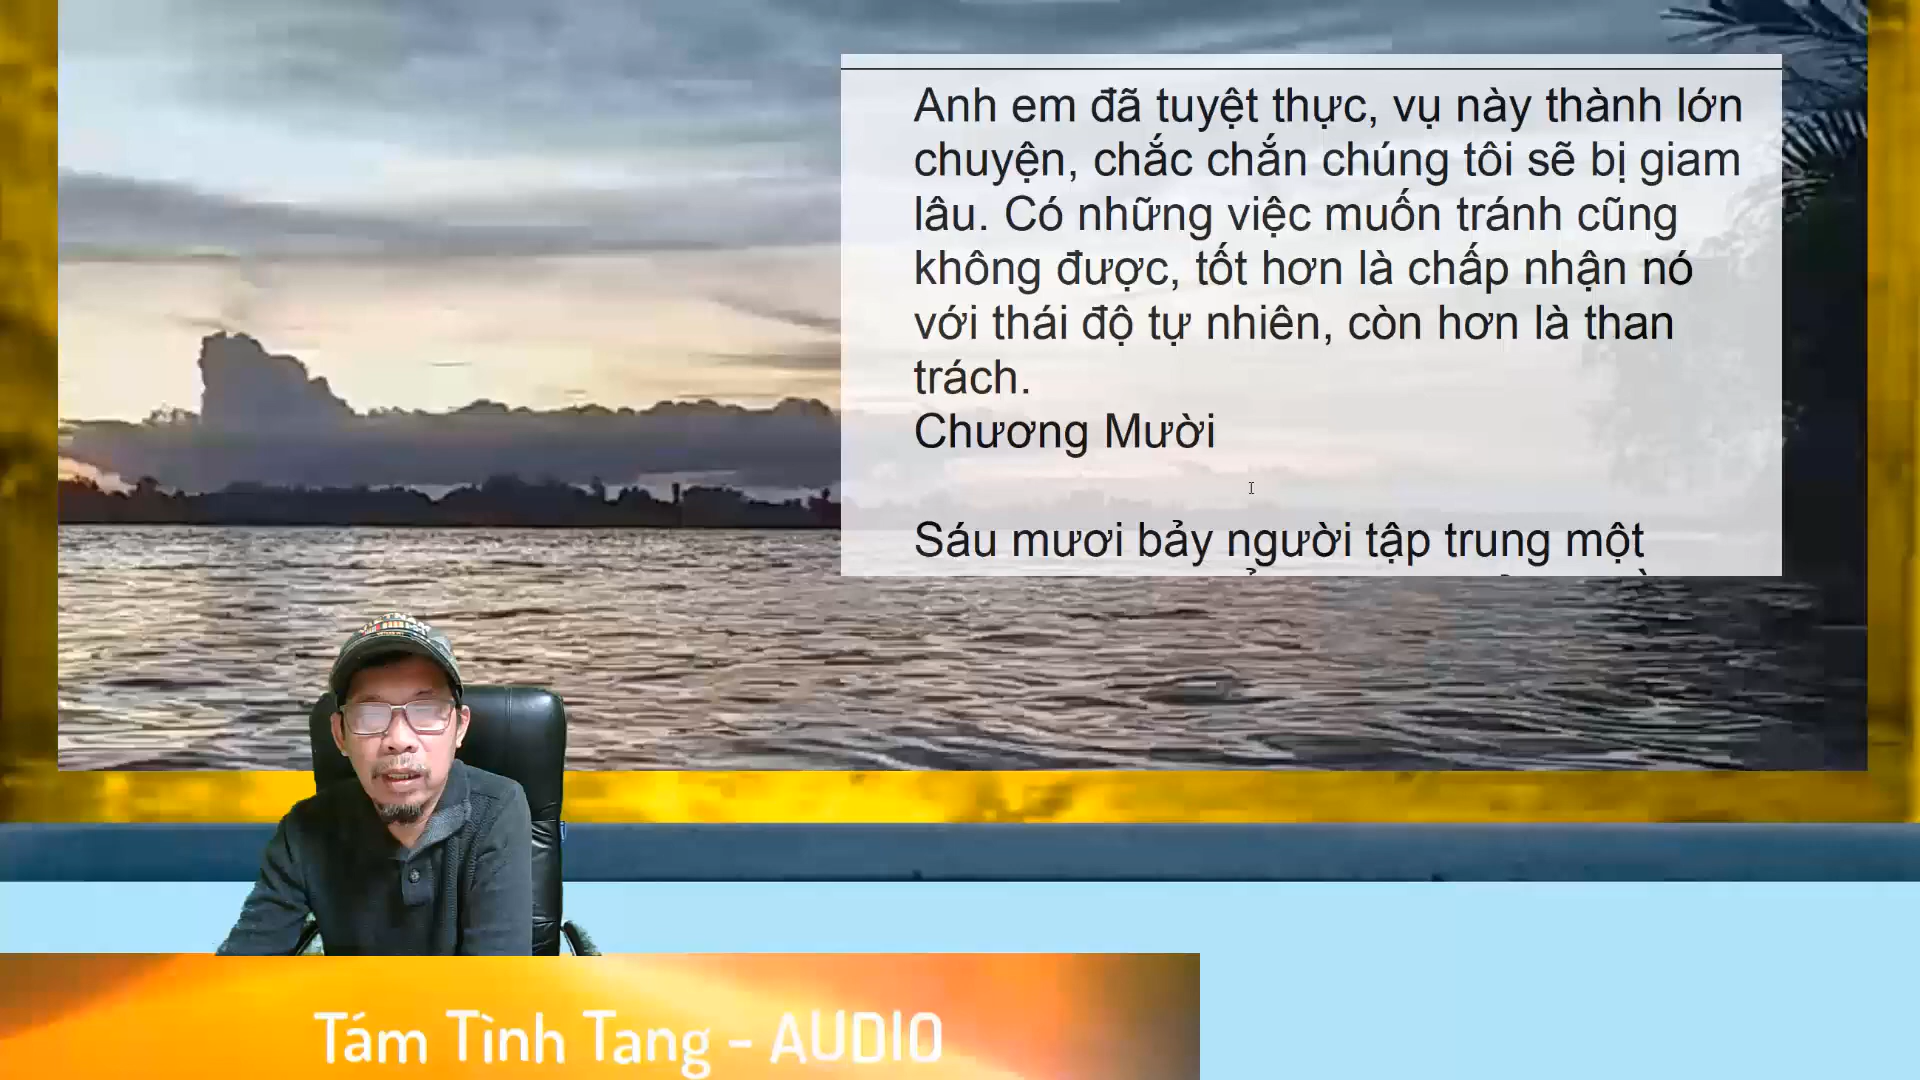 Anh em đã tuyệt thực, vụ này thành lớn
chuyện, chắc chắn chúng tôi sẽ bị giam
lâu. Có những việc muốn tránh cũng
không được, tốt hơn là chấp nhận nó
với thái độ tự nhiên, còn hơn là than
trách.
Chương Mười
Sáu mươi bảy người tập trung một
Tám Tình Tang - AUDIO